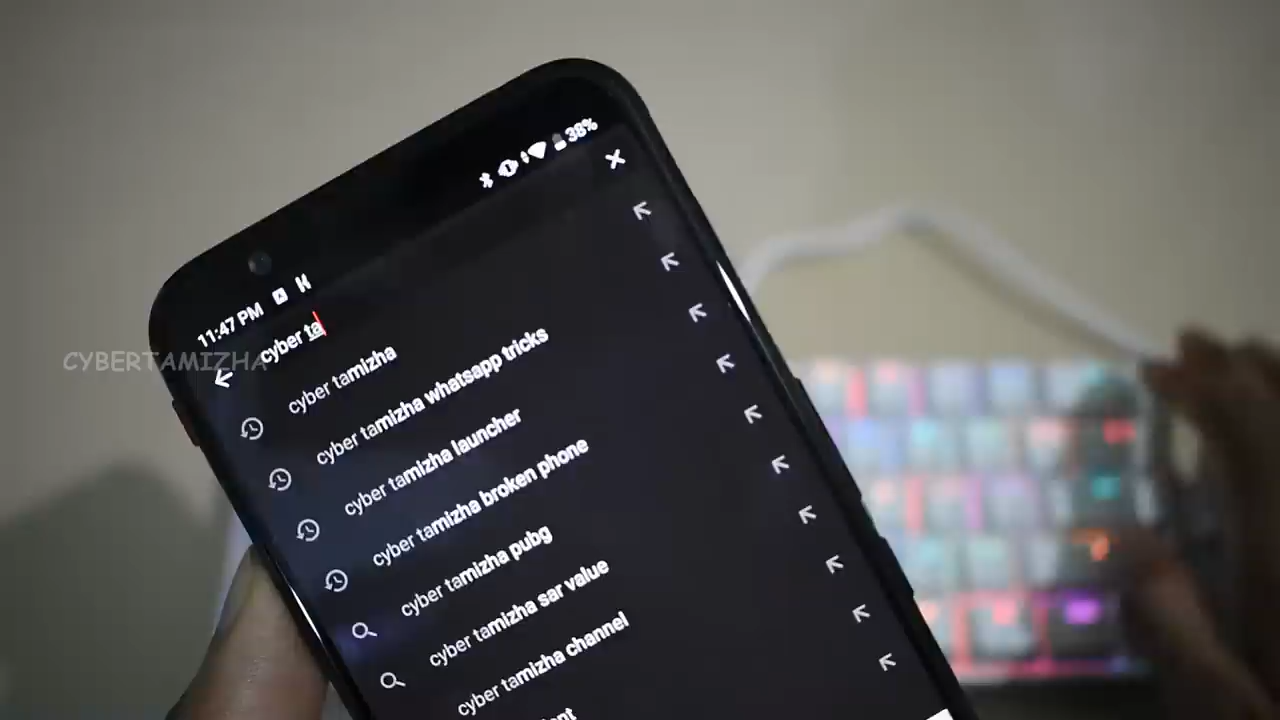 38%
11:47 PM
cyber ta
CYBERTAMIZHA
cyber tamizha
cyber tamizha whatsapp tricks
cyber tamizha launcher
cyber tamizha broken phone
cyber tamizha pubg
cyber tamizha sar value
cyber tamizha channel